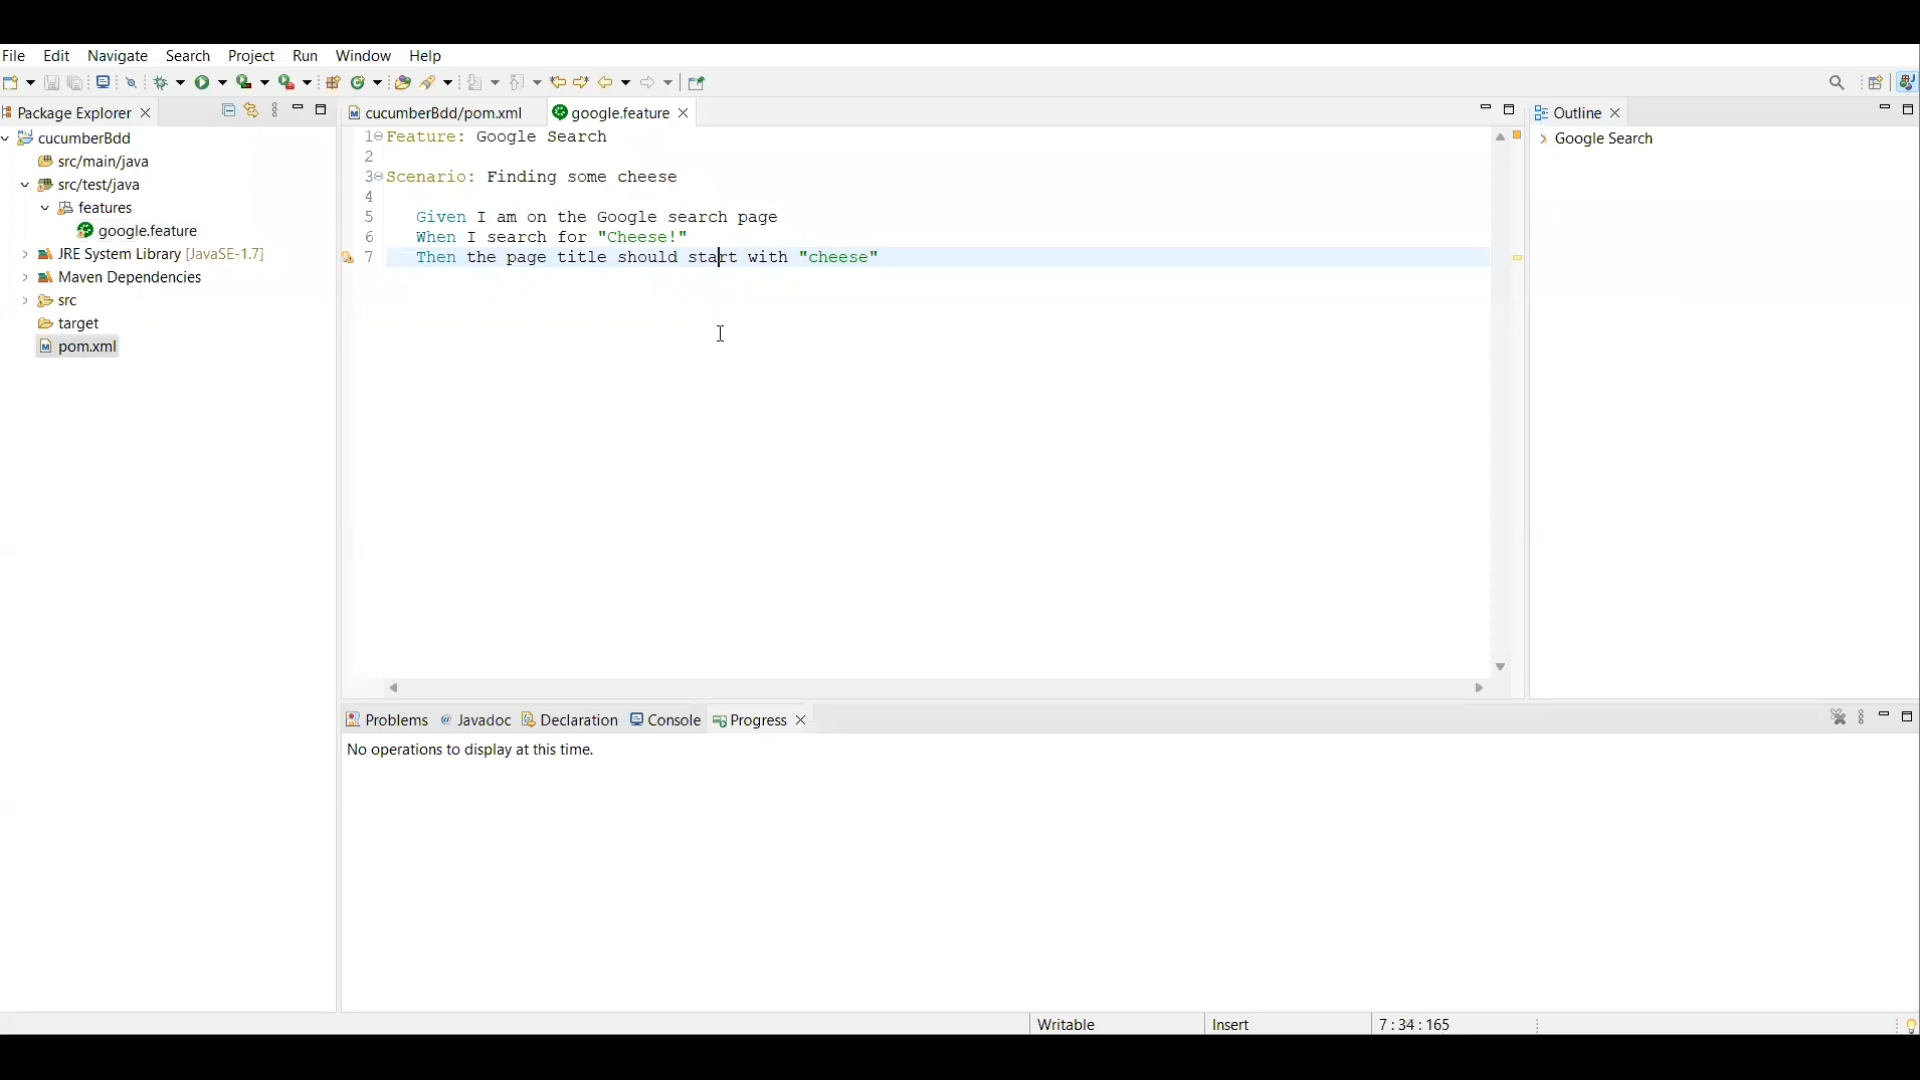 File Edit Navigate Search Project Run Window Help
Package Explorer
cucumberBdd
src/main/java
src/test/java
features
google.feature
JRE System Library [JavaSE-1.7]
Maven Dependencies
src
target
pom.xml
cucumberBdd/pom.xml google.feature
1 Feature: Google Search
2
3 Scenario: Finding some cheese
4
5 Given I am on the Google search page
6 When I search for "Cheese!"
7 Then the page title should start with "cheese"
Outline
Google Search
Problems @ Javadoc Declaration Console Progress
No operations to display at this time.
Writable Insert 7 : 34 : 165